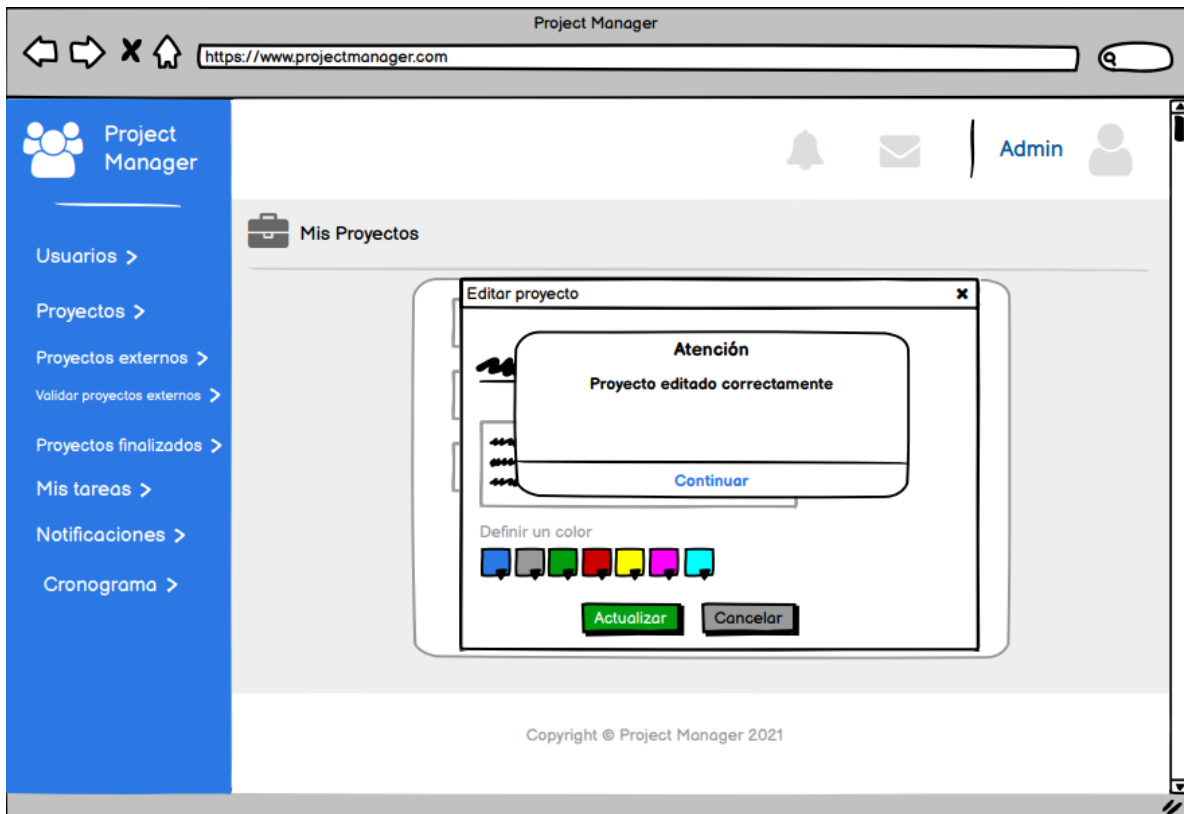 Project Manager
https://www.projectmanager.com
Project
Manager
Admin
Mis Proyectos
Usuarios >
Proyectos >
Proyectos externos >
Validar proyectos externos >
Proyectos finalizados >
Mis tareas >
Notificaciones >
Cronograma >
Editar proyecto
Atención
Proyecto editado correctamente
Continuar
Definir un color
Actualizar
Cancelar
Copyright © Project Manager 2021